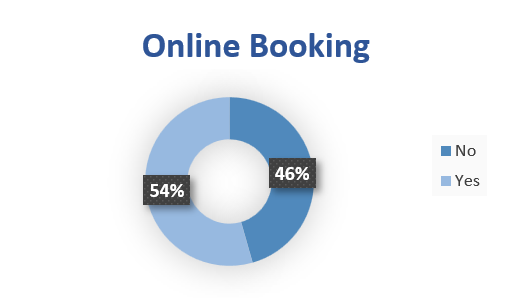 Online Booking
46%
54%
No
Yes